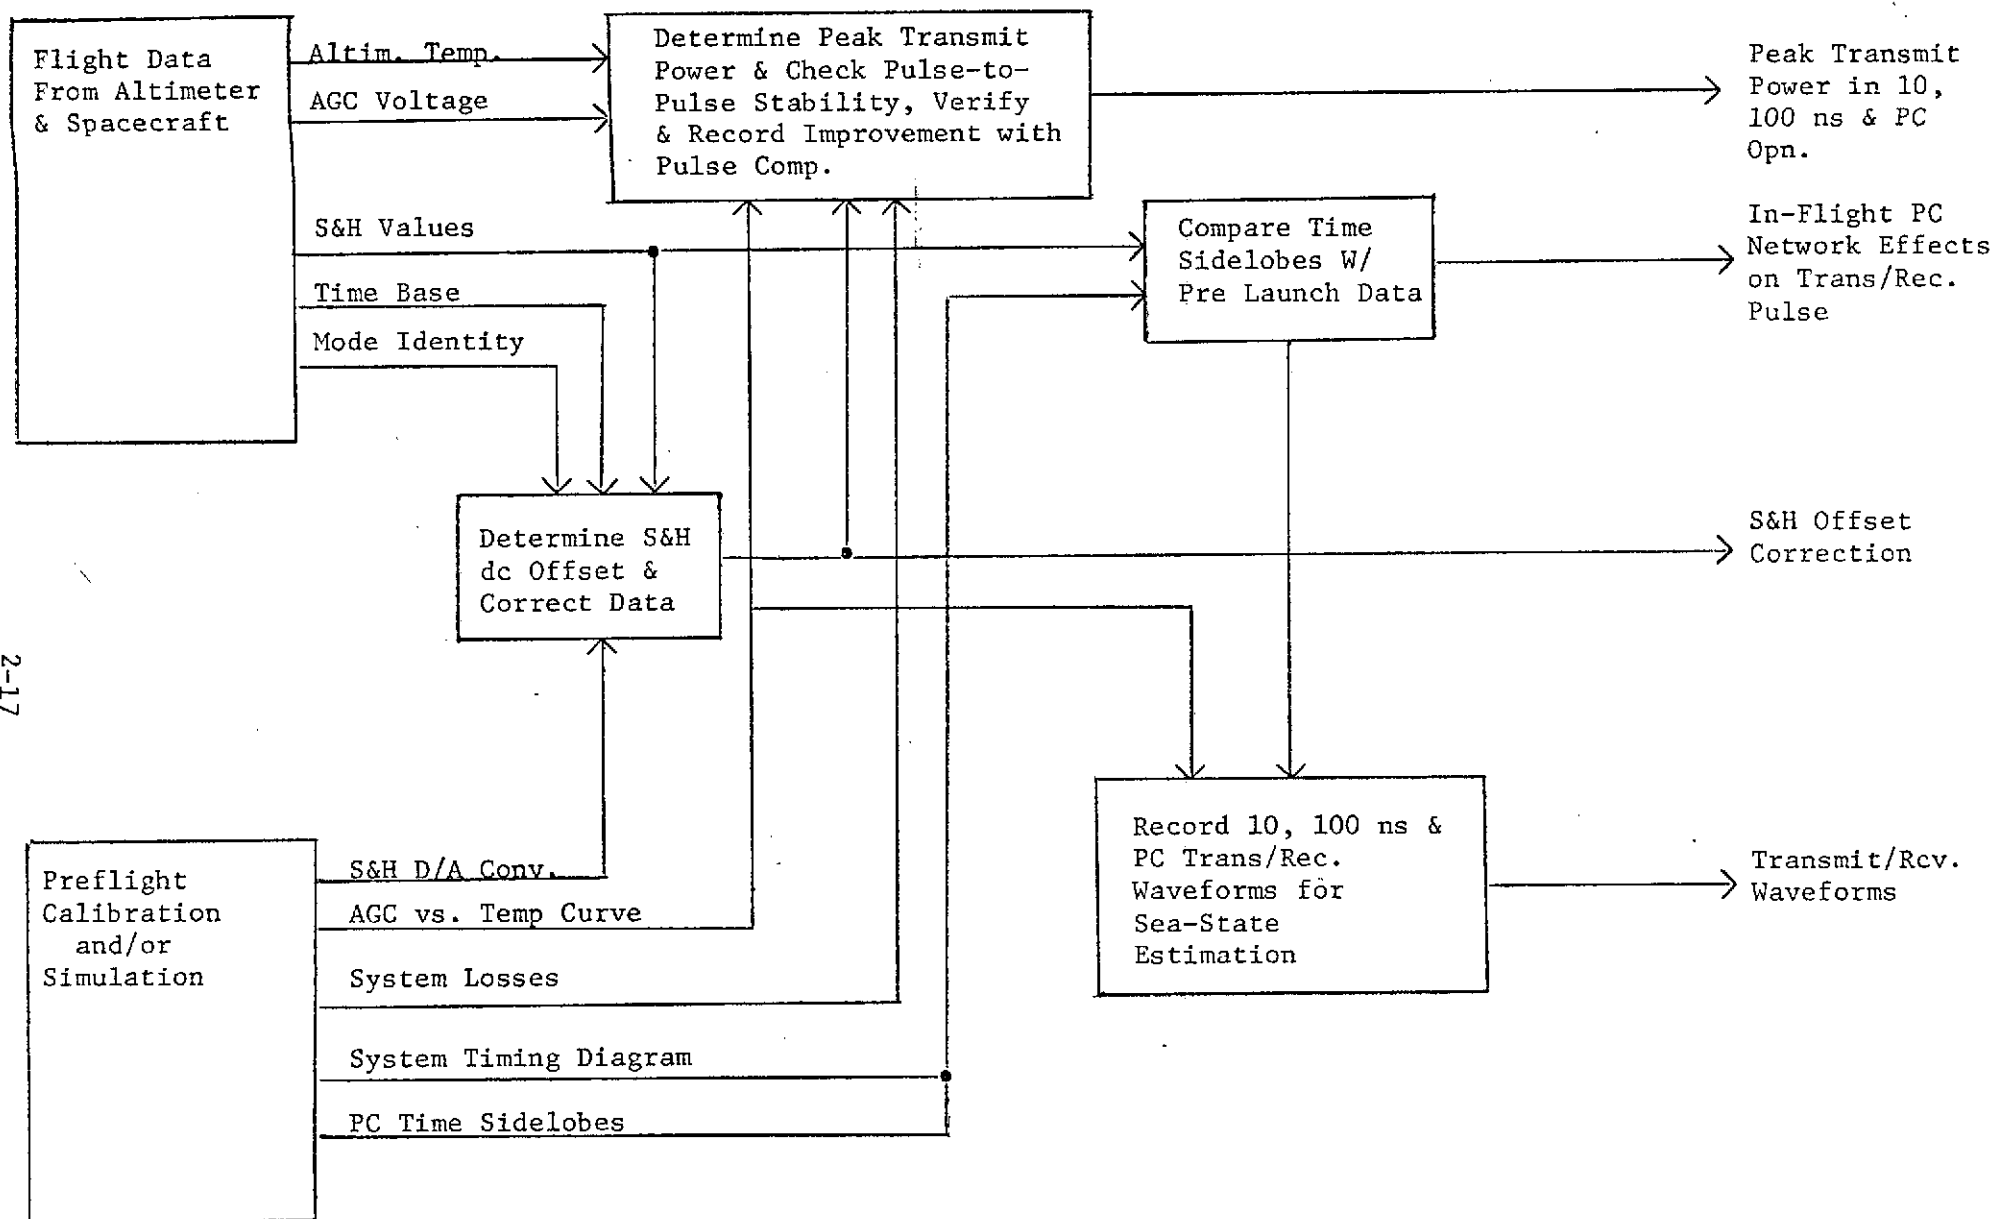 Flight Data
From Altimeter
& Spacecraft
Altim. Temp.
AGC Voltage
S&H Values
Time Base
Mode Identity
Determine Peak Transmit
Power & Check Pulse-to-
Pulse Stability, Verify
& Record Improvement with
Pulse Comp.
Peak Transmit
Power in 10,
100 ns & PC
Opn.
Compare Time
Sidelobes W/
Pre Launch Data
In-Flight PC
Network Effects
on Trans/Rec.
Pulse
Determine S&H
dc Offset &
Correct Data
S&H Offset
Correction
2-17
Preflight
Calibration
and/or
Simulation
S&H D/A Conv.
AGC vs. Temp Curve
System Losses
System Timing Diagram
PC Time Sidelobes
Record 10, 100 ns &
PC Trans/Rec.
Waveforms for
Sea-State
Estimation
Transmit/Rcv.
Waveforms